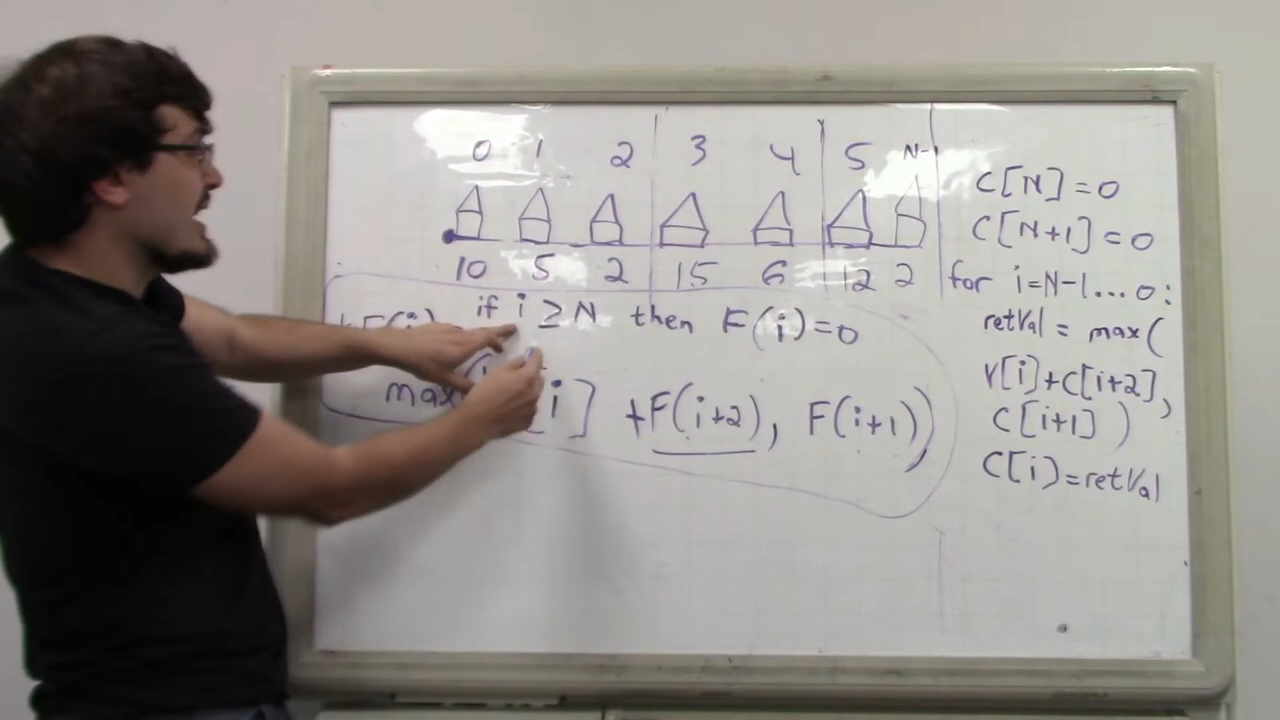 0 1 2 3 4 5 N-1
10 5 2 15 6 12 2
if i ≥ N then F(i)=0
max( [i] +F(i+2), F(i+1))
C[N]=0
C[N+1]=0
for i=N-1...0:
retVal = max(
V[i]+C[i+2],
C[i+1] )
C[i]=retVal